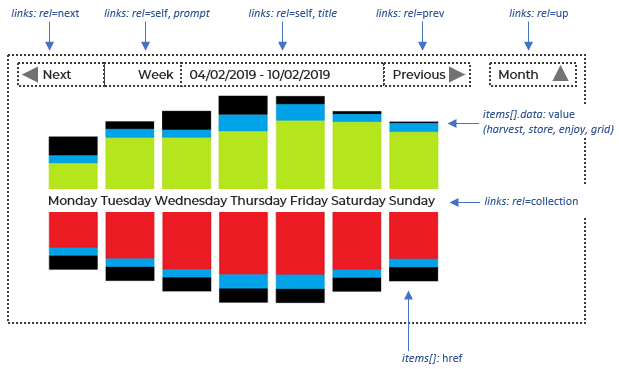 links: rel=next
links: rel=self, prompt
links: rel=self, title
links: rel=prev
links: rel=up
Next
Week
04/02/2019 - 10/02/2019
Previous
Month
items[].data: value
(harvest, store, enjoy, grid)
Monday Tuesday Wednesday Thursday Friday Saturday Sunday
links: rel=collection
items[]: href